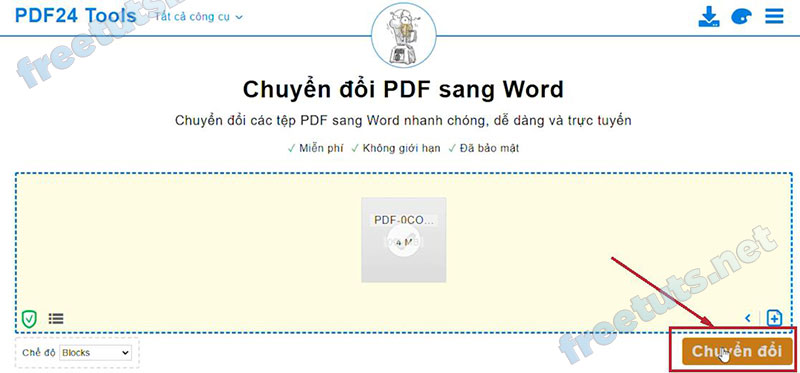 PDF24 Tools Tất cả công cụ
freetuts.net
Chuyển đổi PDF sang Word
Chuyển đổi các tệp PDF sang Word nhanh chóng, dễ dàng và trực tuyến
✓ Miễn phí ✓ Không giới hạn ✓ Đã bảo mật
PDF-0CO...
MB
freetuts.net
Chế độ Blocks
Chuyển đổi